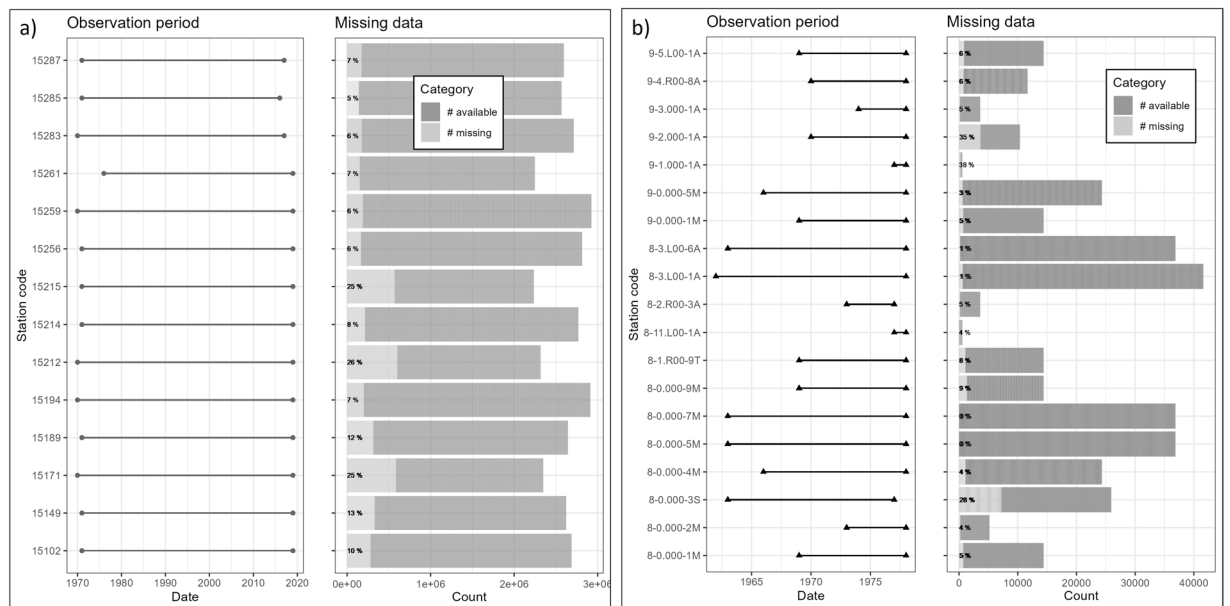 a)
Observation period
Missing data
Station code
15287
15285
15283
15261
15259
15256
15215
15214
15212
15194
15189
15171
15149
15102
1970 1980 1990 2000 2010 2020
Date
7 %
5 %
6 %
7 %
6 %
6 %
25 %
8 %
26 %
7 %
12 %
25 %
13 %
10 %
Category
# available
# missing
0e+00 1e+06 2e+06 3e+06
Count
b)
Observation period
Missing data
Station code
9-5.L00-1A
9-4.R00-8A
9-3.000-1A
9-2.000-1A
9-1.000-1A
9-0.000-5M
9-0.000-1M
8-3.L00-6A
8-3.L00-1A
8-2.R00-3A
8-11.L00-1A
8-1.R00-9T
8-0.000-9M
8-0.000-7M
8-0.000-5M
8-0.000-4M
8-0.000-3S
8-0.000-2M
8-0.000-1M
1965 1970 1975
Date
6 %
6 %
5 %
35 %
38 %
3 %
5 %
1 %
1 %
5 %
4 %
8 %
9 %
0 %
0 %
4 %
28 %
4 %
5 %
Category
# available
# missing
0 10000 20000 30000 40000
Count